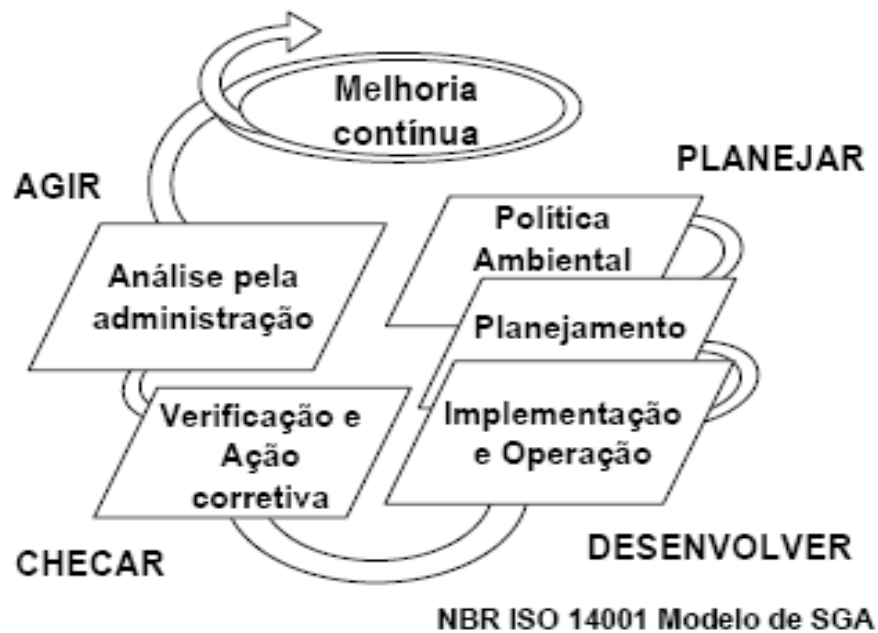 Melhoria
contínua
PLANEJAR
AGIR
Política
Ambiental
Análise pela
administração
Planejamento
Verificação e
Ação
corretiva
Implementação
e Operação
CHECAR
DESENVOLVER
NBR ISO 14001 Modelo de SGA